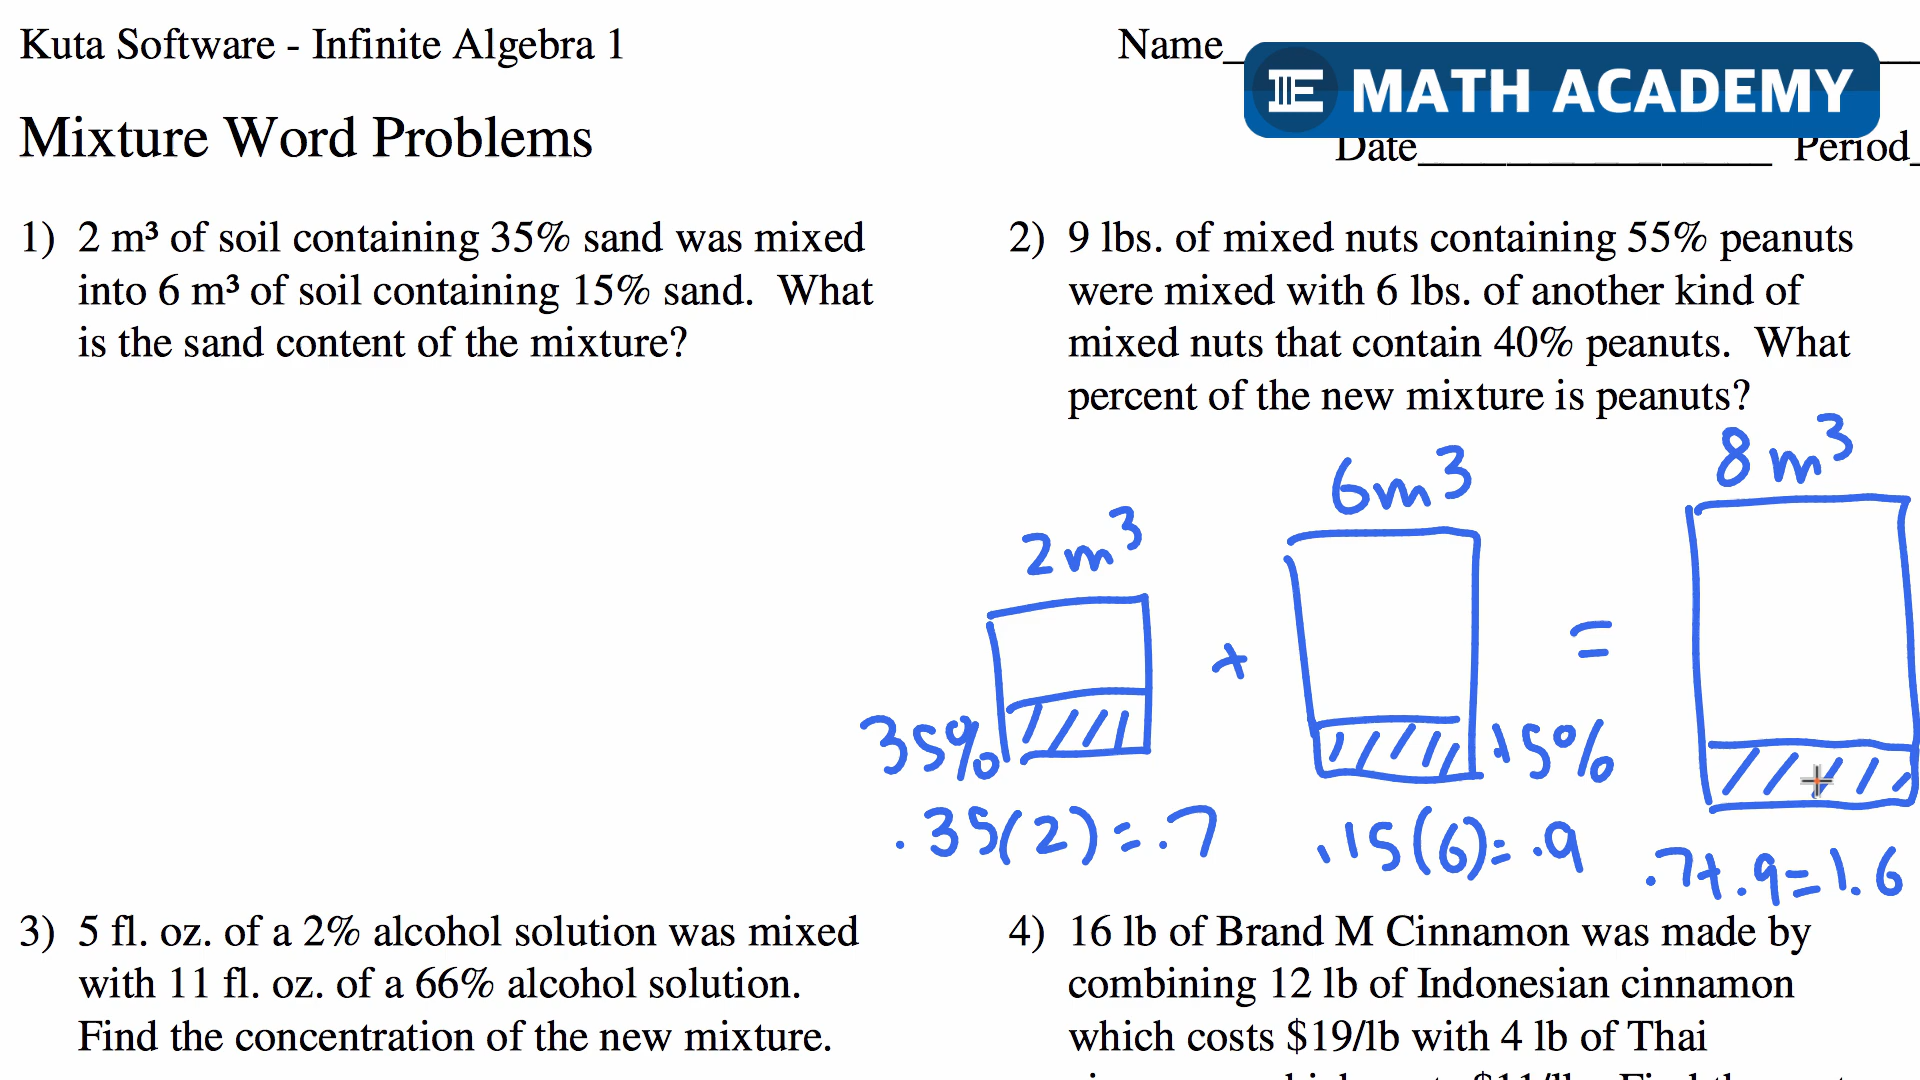 Kuta Software - Infinite Algebra 1
Name_
MATH ACADEMY
Mixture Word Problems
Date________________ Period_
1) 2 m³ of soil containing 35% sand was mixed
into 6 m³ of soil containing 15% sand. What
is the sand content of the mixture?
2) 9 lbs. of mixed nuts containing 55% peanuts
were mixed with 6 lbs. of another kind of
mixed nuts that contain 40% peanuts. What
percent of the new mixture is peanuts?
2m³
6m³
8m³
+
=
35%
15%
.35(2)=.7
.15(6)=.9
.7+.9=1.6
3) 5 fl. oz. of a 2% alcohol solution was mixed
with 11 fl. oz. of a 66% alcohol solution.
Find the concentration of the new mixture.
4) 16 lb of Brand M Cinnamon was made by
combining 12 lb of Indonesian cinnamon
which costs $19/lb with 4 lb of Thai